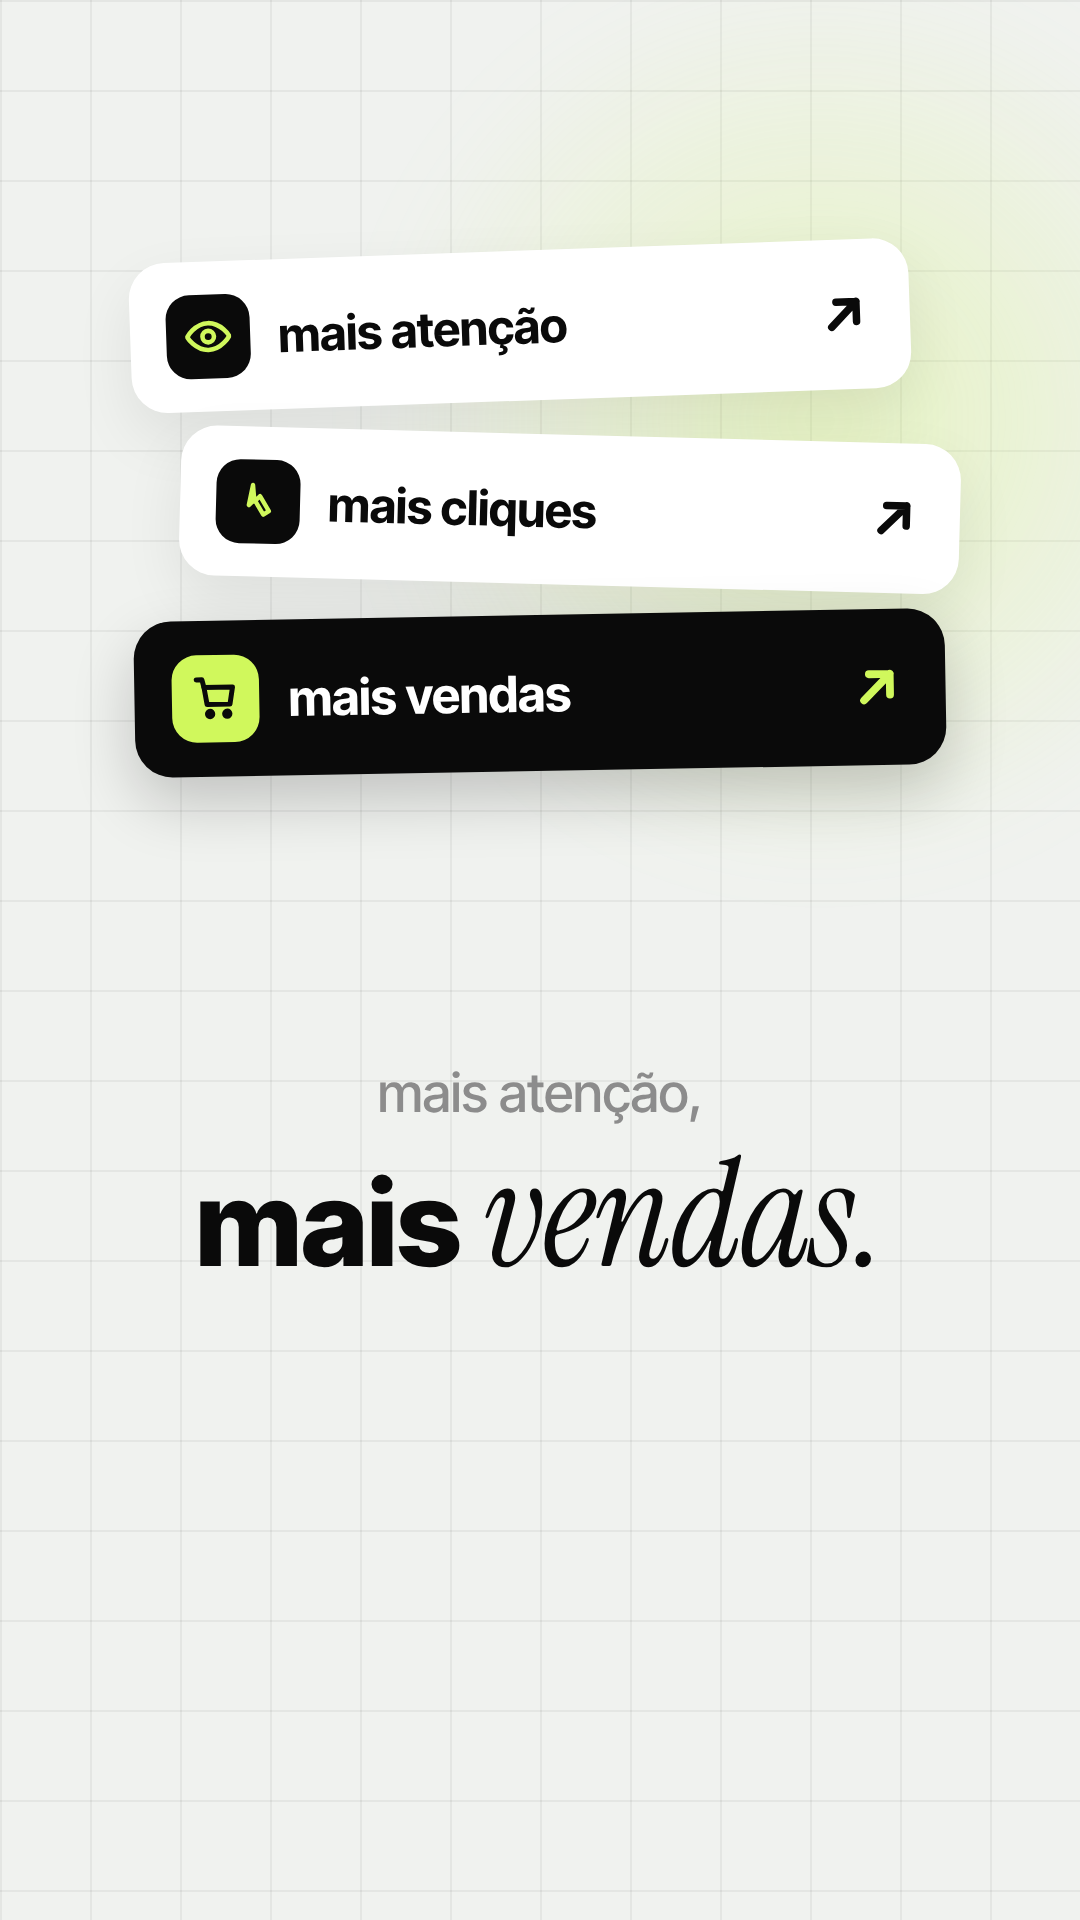 mais atenção
mais cliques
mais vendas
mais atenção,
mais vendas.